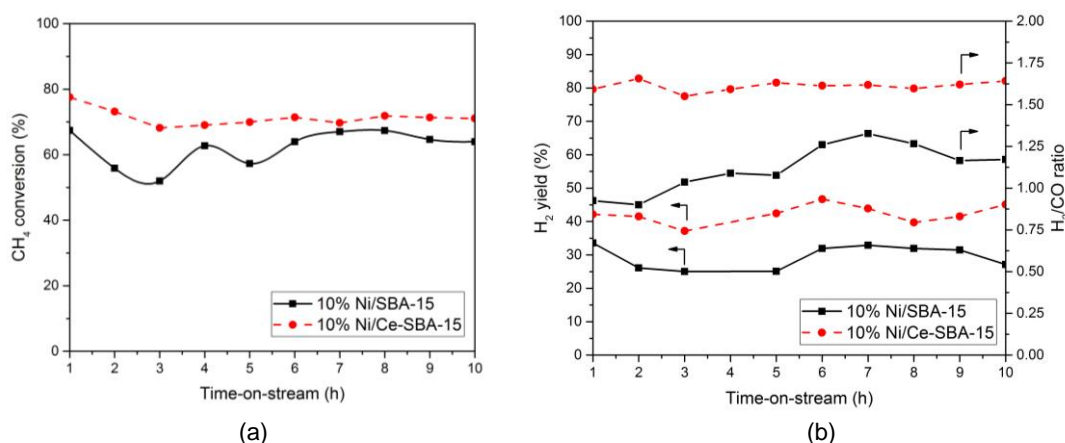 100
80
60
40
20
0
CH₄ conversion (%)
10% Ni/SBA-15
10% Ni/Ce-SBA-15
1 2 3 4 5 6 7 8 9 10
Time-on-stream (h)
(a)
100
90
80
70
60
50
40
30
20
10
0
H₂ yield (%)
2.00
1.75
1.50
1.25
1.00
0.75
0.50
0.25
0.00
H₂/CO ratio
10% Ni/SBA-15
10% Ni/Ce-SBA-15
1 2 3 4 5 6 7 8 9 10
Time-on-stream (h)
(b)